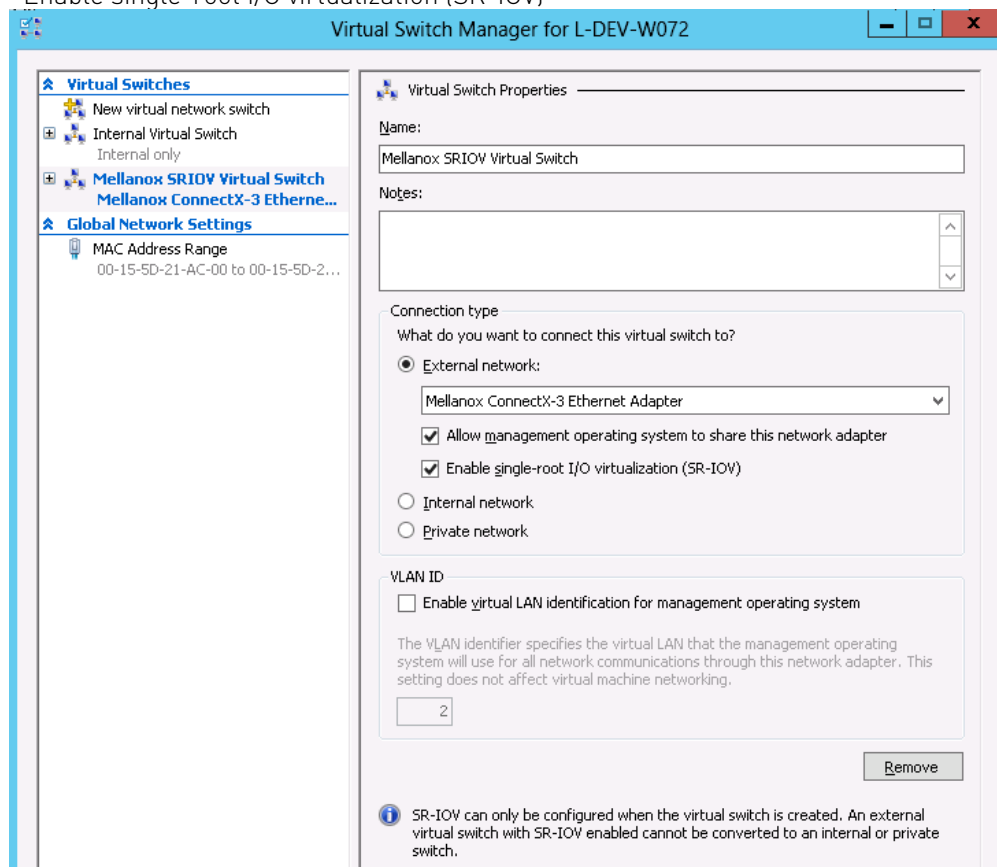 Enable single-root I/O virtualization (SR-IOV)
Virtual Switch Manager for L-DEV-W072
Virtual Switches
New virtual network switch
Internal Virtual Switch
Internal only
Mellanox SRIOV Virtual Switch
Mellanox ConnectX-3 Etherne...
Global Network Settings
MAC Address Range
00-15-5D-21-AC-00 to 00-15-5D-2...
Virtual Switch Properties
Name:
Mellanox SRIOV Virtual Switch
Notes:
Connection type
What do you want to connect this virtual switch to?
External network:
Mellanox ConnectX-3 Ethernet Adapter
Allow management operating system to share this network adapter
Enable single-root I/O virtualization (SR-IOV)
Internal network
Private network
VLAN ID
Enable virtual LAN identification for management operating system
The VLAN identifier specifies the virtual LAN that the management operating
system will use for all network communications through this network adapter. This
setting does not affect virtual machine networking.
2
Remove
SR-IOV can only be configured when the virtual switch is created. An external
virtual switch with SR-IOV enabled cannot be converted to an internal or private
switch.